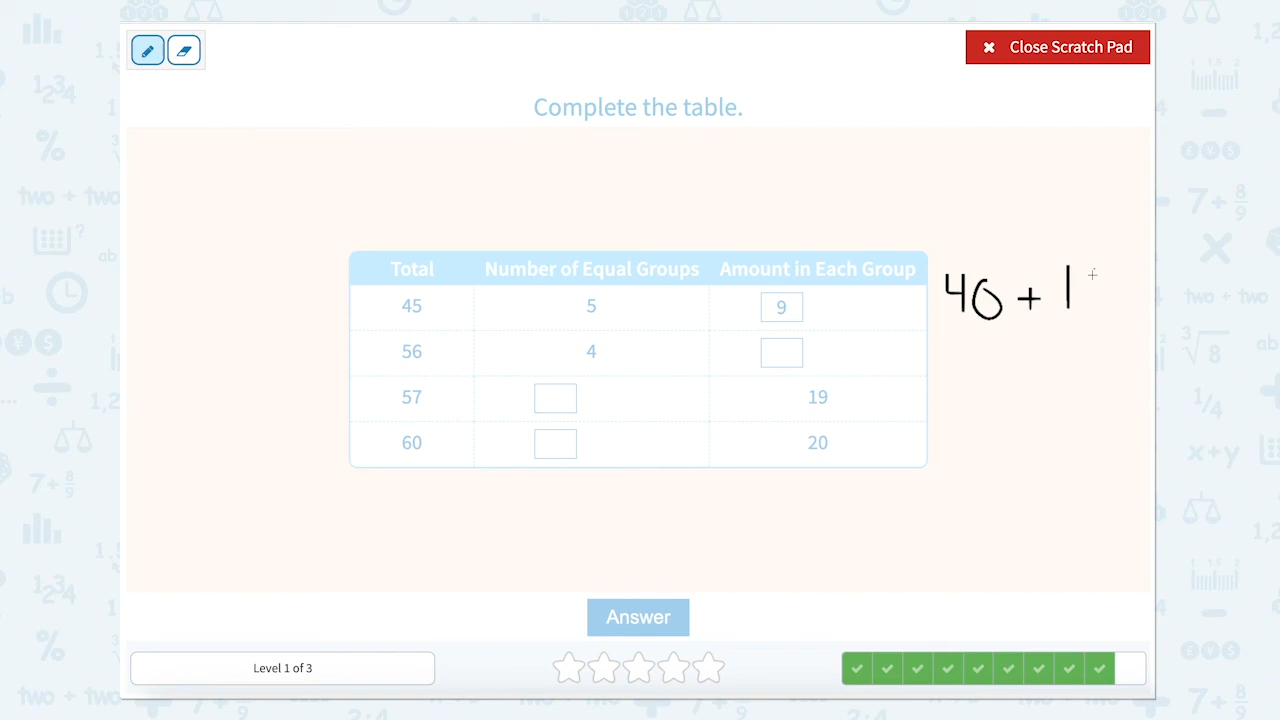 ✖ Close Scratch Pad
Complete the table.
Total Number of Equal Groups Amount in Each Group
45 5 9
56 4
57 19
60 20
40 + 1
Answer
Level 1 of 3